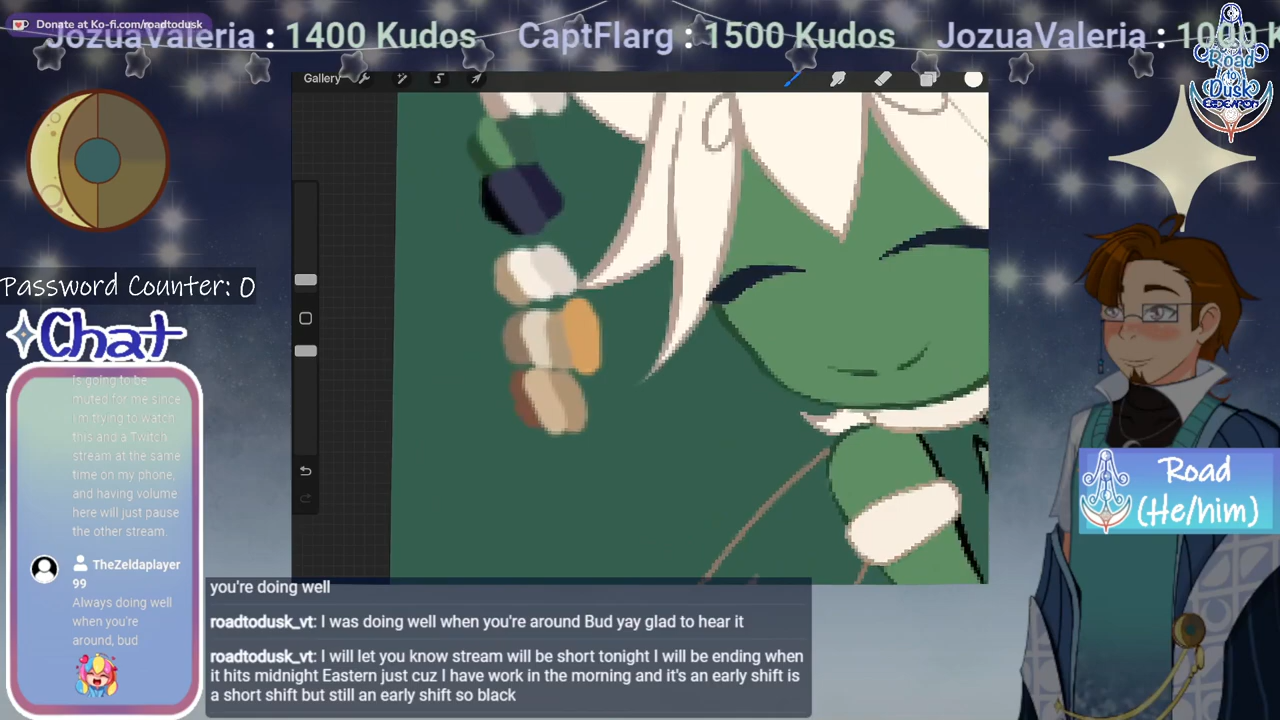 Donate at Ko-fi.com/roadtodusk
JozuaValeria : 1400 Kudos CaptFlarg : 1500 Kudos JozuaValeria : 1000 K
Road
to
Dusk
Gallery
Password Counter: 0
Chat
is going to be
muted for me since
i'm trying to watch
this and a Twitch
stream at the same
time on my phone,
and having volume
here will just pause
the other stream.
TheZeldaplayer
99
Always doing well
when you're
around, bud
you're doing well
roadtodusk_vt: I was doing well when you're around Bud yay glad to hear it
roadtodusk_vt: I will let you know stream will be short tonight I will be ending when
it hits midnight Eastern just cuz I have work in the morning and it's an early shift is
a short shift but still an early shift so black
Road
(He/him)